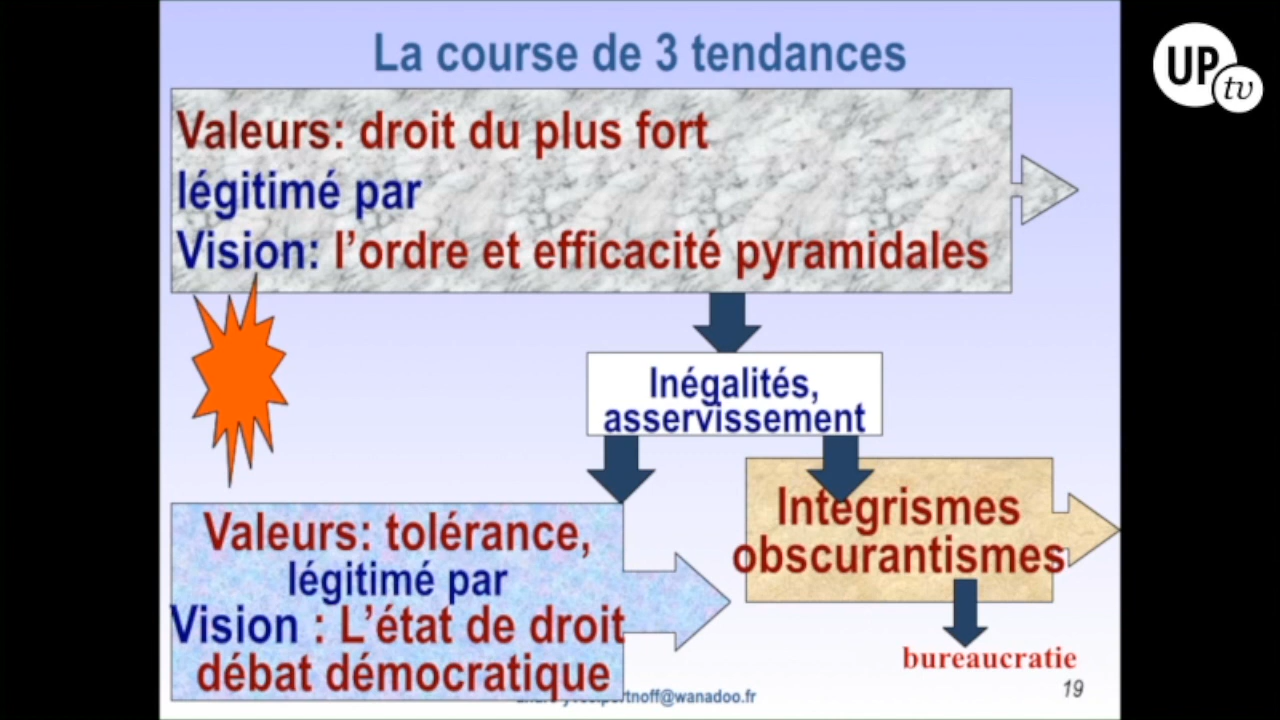 La course de 3 tendances
UP
tv
Valeurs: droit du plus fort
légitimé par
Vision: l'ordre et efficacité pyramidales
Inégalités,
asservissement
Intégrismes
obscurantismes
Valeurs: tolérance,
légitimé par
Vision : L'état de droit
débat démocratique
bureaucratie
19